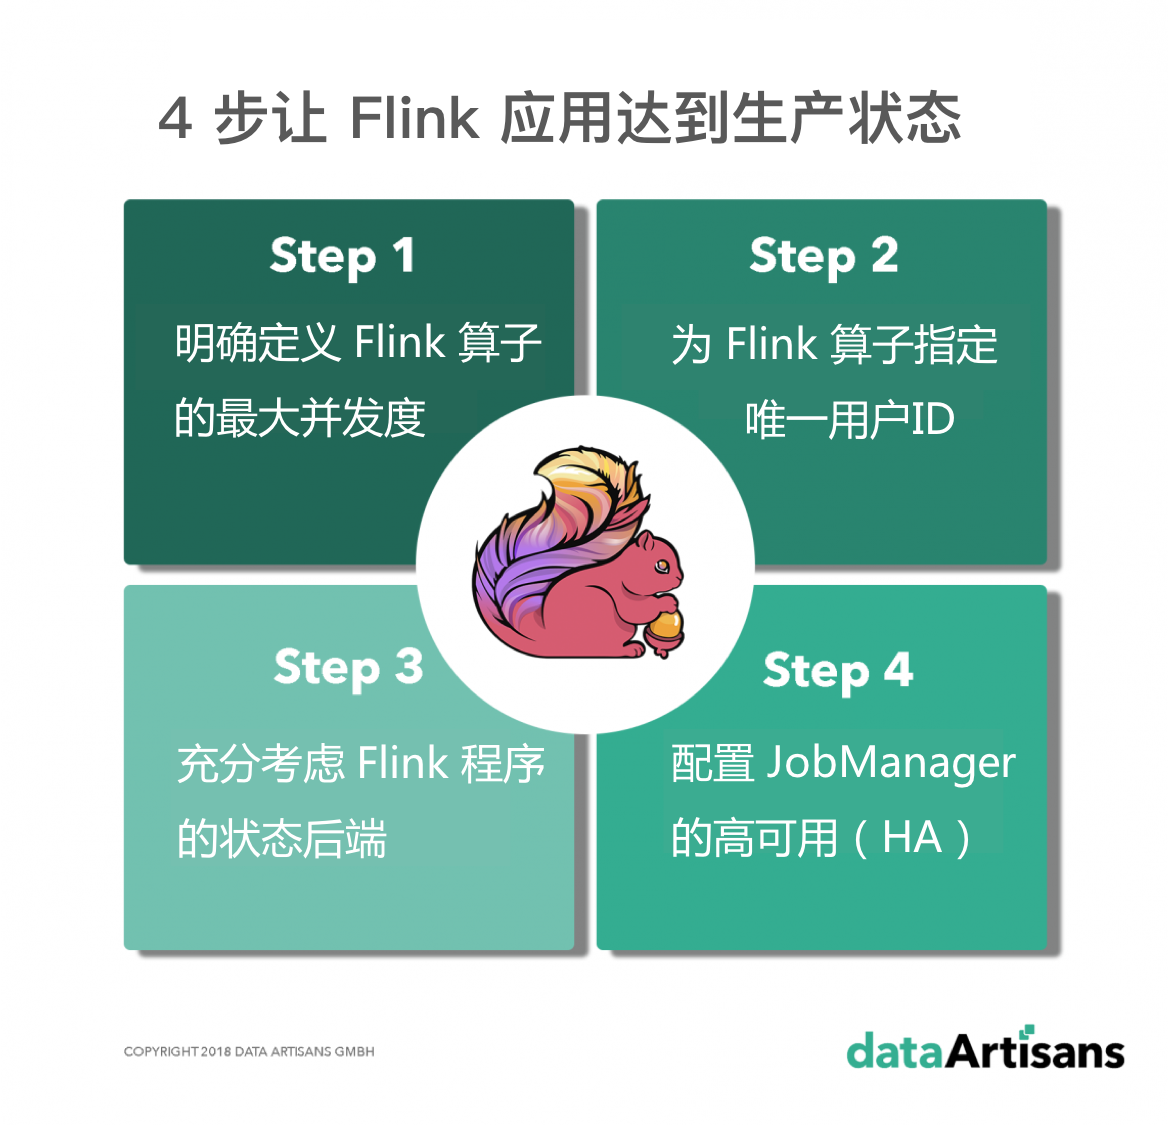 4 步让 Flink 应用达到生产状态
Step 1
明确定义 Flink 算子
的最大并发度
Step 2
为 Flink 算子指定
唯一用户ID
Step 3
充分考虑 Flink 程序
的状态后端
Step 4
配置 JobManager
的高可用（HA）
COPYRIGHT 2018 DATA ARTISANS GMBH
dataArtisans